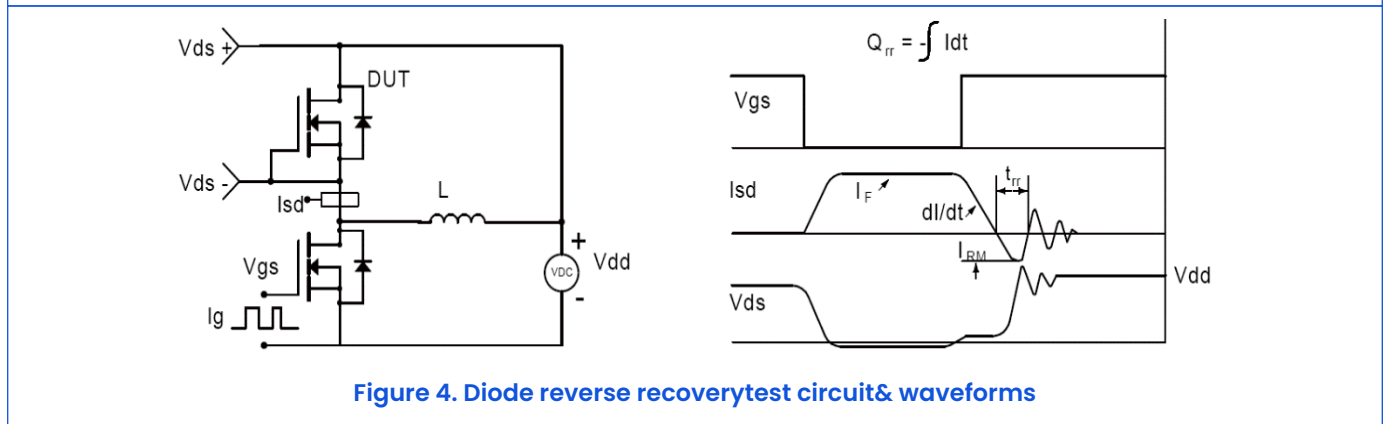 Vds +
DUT
Vds -
Isd
L
Vgs
Ig
+
VDC
Vdd
-
Q rr = -∫ Idt
Vgs
Isd
I F
dI/dt
t rr
I RM
Vds
Vdd
Figure 4. Diode reverse recoverytest circuit& waveforms